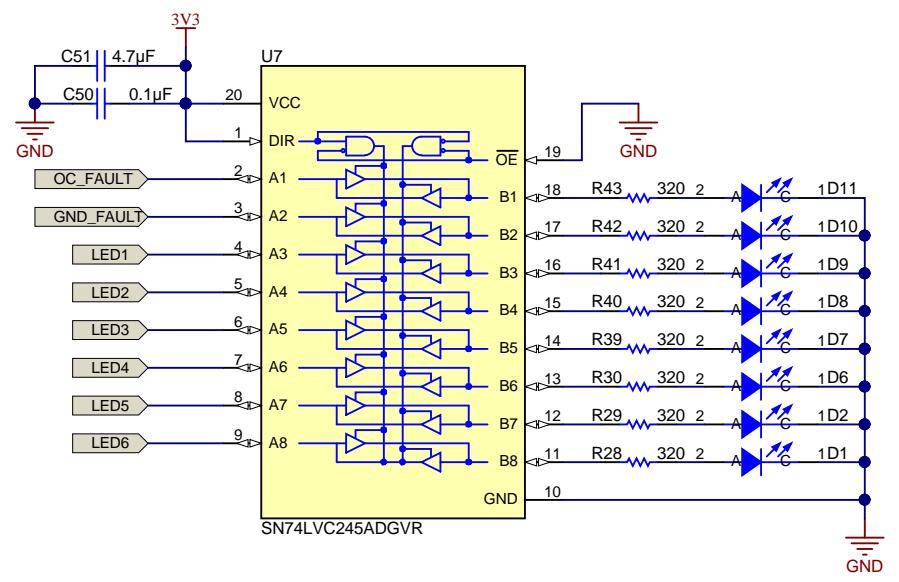 3V3
U7
C51 4.7µF
C50 0.1µF
GND
20 VCC
1 DIR
OE 19
GND
OC_FAULT 2 A1
B1 18 R43 320 2 A C 1 D11
GND_FAULT 3 A2
B2 17 R42 320 2 A C 1 D10
LED1 4 A3
B3 16 R41 320 2 A C 1 D9
LED2 5 A4
B4 15 R40 320 2 A C 1 D8
LED3 6 A5
B5 14 R39 320 2 A C 1 D7
LED4 7 A6
B6 13 R30 320 2 A C 1 D6
LED5 8 A7
B7 12 R29 320 2 A C 1 D2
LED6 9 A8
B8 11 R28 320 2 A C 1 D1
GND 10
SN74LVC245ADGVR
GND